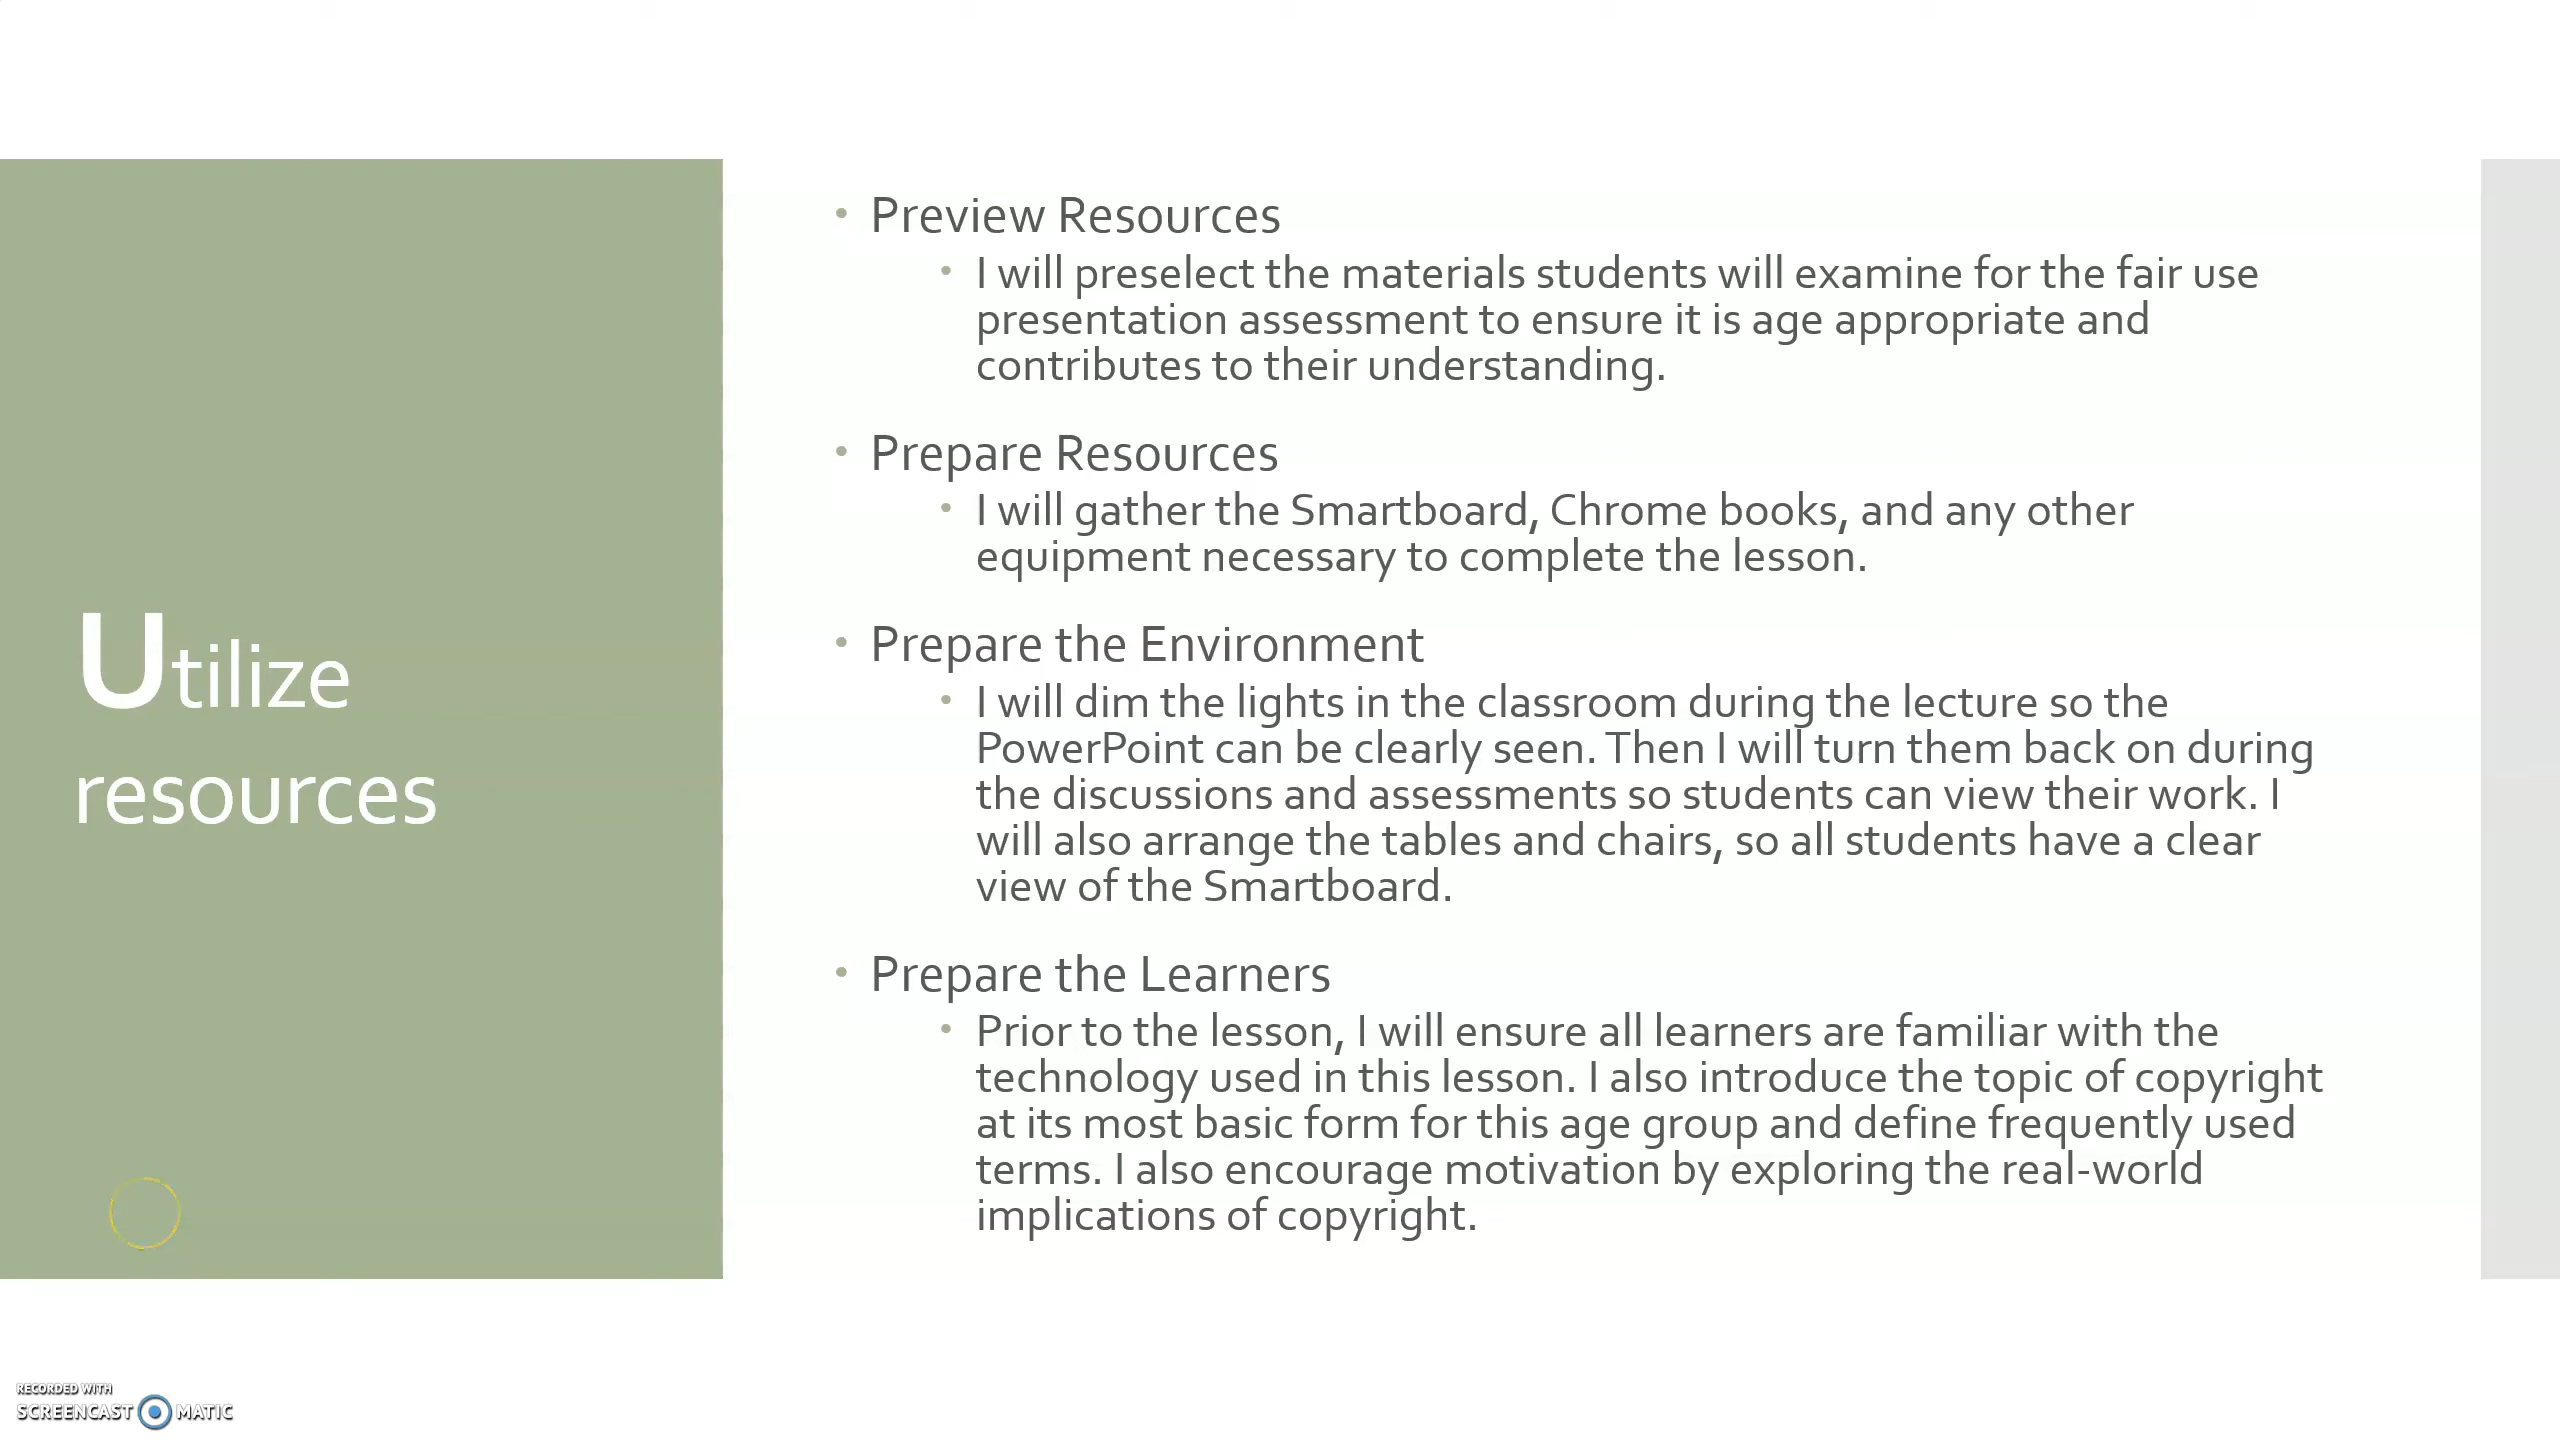 Utilize
resources
• Preview Resources
• I will preselect the materials students will examine for the fair use
presentation assessment to ensure it is age appropriate and
contributes to their understanding.
• Prepare Resources
• I will gather the Smartboard, Chrome books, and any other
equipment necessary to complete the lesson.
• Prepare the Environment
• I will dim the lights in the classroom during the lecture so the
PowerPoint can be clearly seen. Then I will turn them back on during
the discussions and assessments so students can view their work. I
will also arrange the tables and chairs, so all students have a clear
view of the Smartboard.
• Prepare the Learners
• Prior to the lesson, I will ensure all learners are familiar with the
technology used in this lesson. I also introduce the topic of copyright
at its most basic form for this age group and define frequently used
terms. I also encourage motivation by exploring the real-world
implications of copyright.
RECORDED WITH
SCREENCAST MATIC